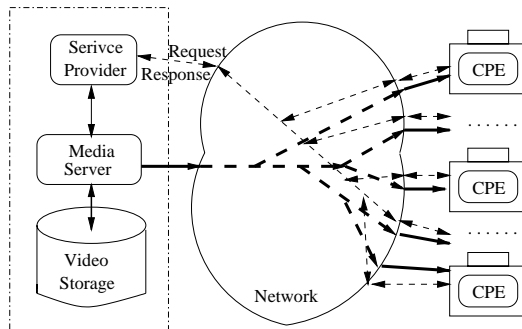 Serivce
Provider
Request
Response
Media
Server
Video
Storage
Network
CPE
......
CPE
......
CPE